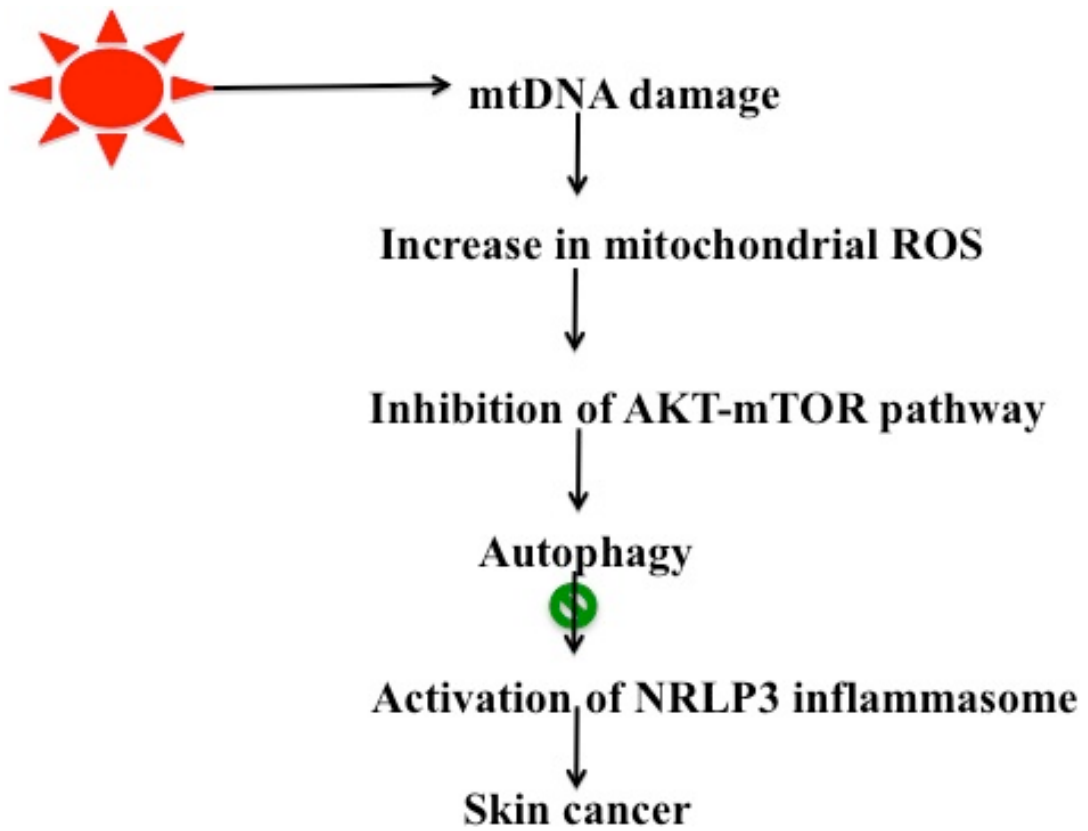 mtDNA damage
Increase in mitochondrial ROS
Inhibition of AKT-mTOR pathway
Autophagy
Activation of NRLP3 inflammasome
Skin cancer